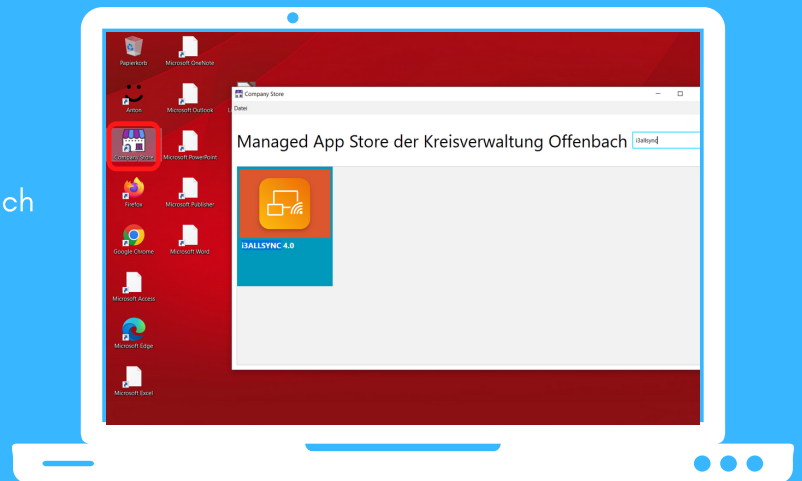 ch
Papierkorb
Microsoft OneNote
Anton
Microsoft Outlook
Company Store
Microsoft PowerPoint
Firefox
Microsoft Publisher
Google Chrome
Microsoft Word
Microsoft Access
Microsoft Edge
Microsoft Excel
Company Store
Datei
Managed App Store der Kreisverwaltung Offenbach
i3allsync
i3ALLSYNC 4.0